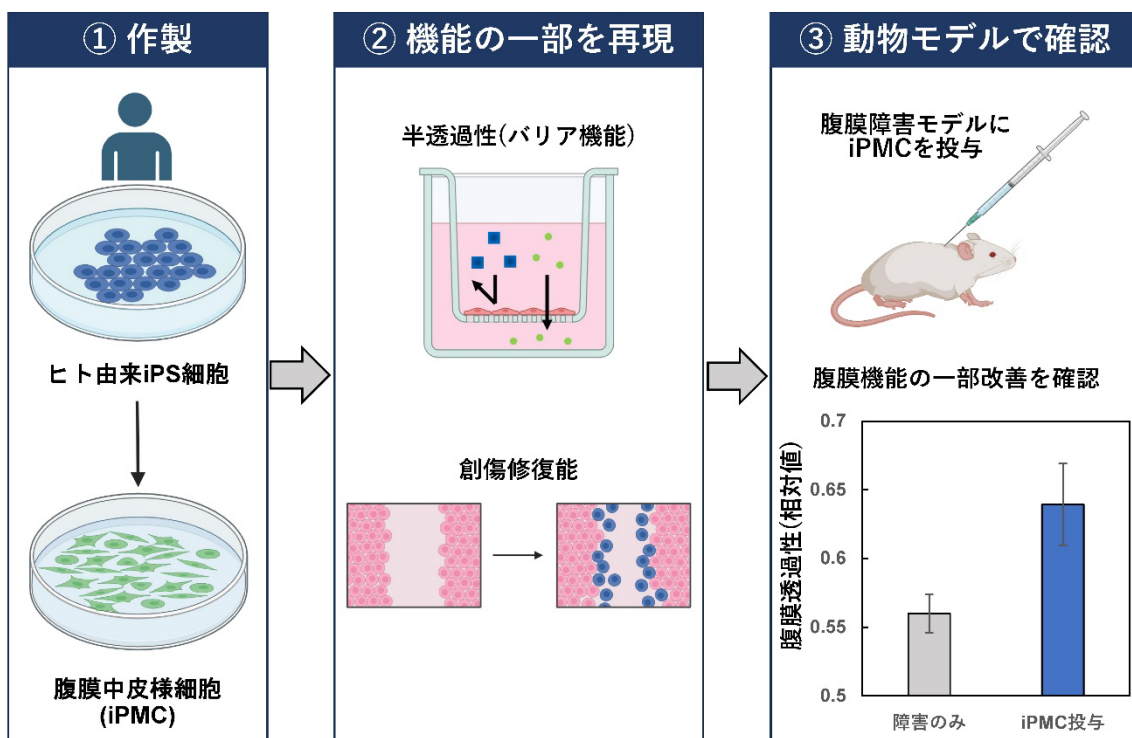 ① 作製
ヒト由来iPS細胞
腹膜中皮様細胞
(iPMC)
② 機能の一部を再現
半透過性(バリア機能)
創傷修復能
③ 動物モデルで確認
腹膜障害モデルに
iPMCを投与
腹膜機能の一部改善を確認
腹膜透過性(相対値)
0.7
0.65
0.6
0.55
0.5
障害のみ
iPMC投与